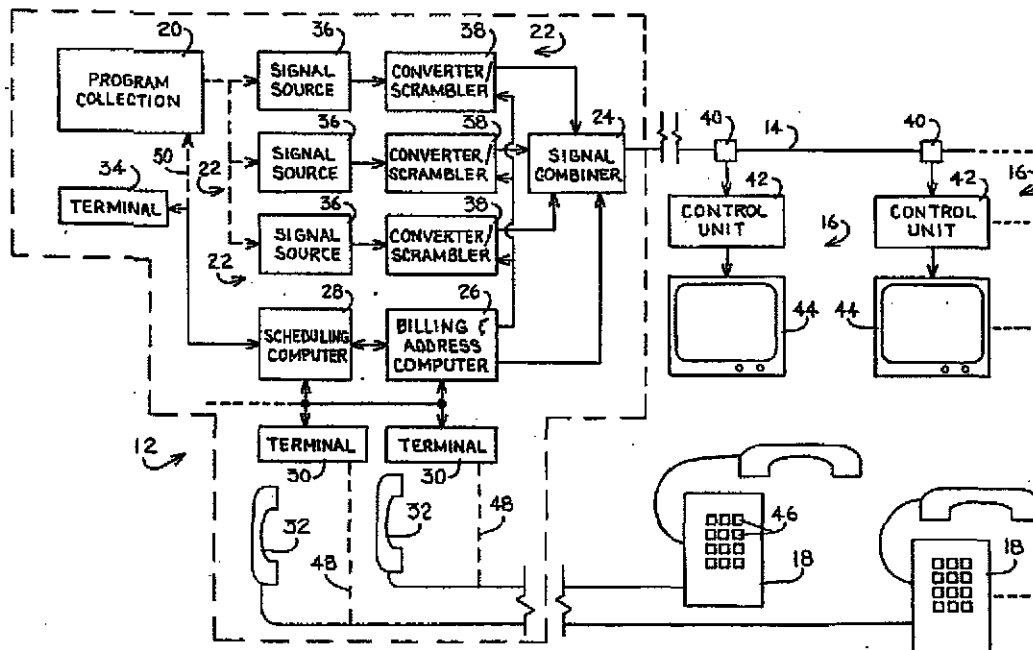 20
36
38
22
PROGRAM
COLLECTION
SIGNAL
SOURCE
CONVERTER/
SCRAMBLER
36
38
24
40
14
40
50
22
SIGNAL
SOURCE
CONVERTER/
SCRAMBLER
SIGNAL
COMBINER
34
TERMINAL
36
38
42
16
42
16
22
SIGNAL
SOURCE
CONVERTER/
SCRAMBLER
CONTROL
UNIT
CONTROL
UNIT
28
26
SCHEDULING
COMPUTER
BILLING &
ADDRESS
COMPUTER
44
44
12
TERMINAL
TERMINAL
30
30
32
48
32
48
46
18
18